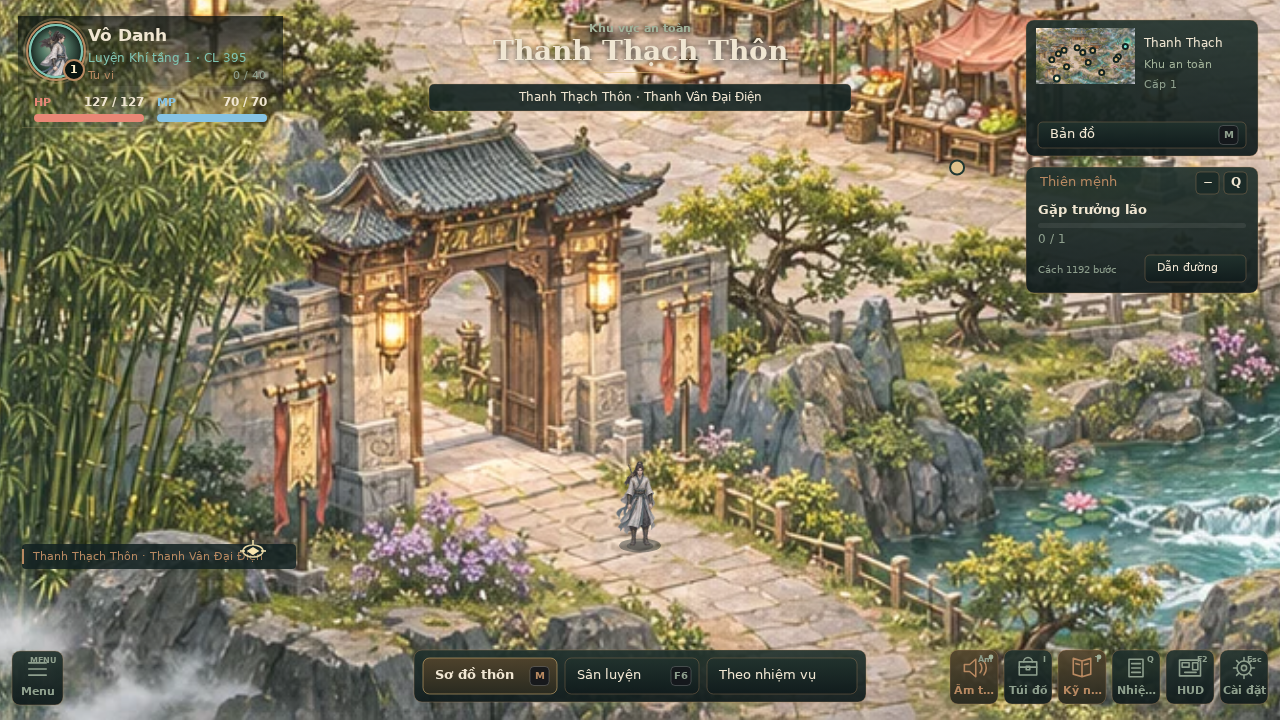 Vô Danh
Luyện Khí tầng 1 · CL 395
1
Tu vi 0 / 40
HP 127 / 127 MP 70 / 70
Khu vực an toàn
Thanh Thạch Thôn
Thanh Thạch Thôn · Thanh Vân Đại Điện
Thanh Thạch
Khu an toàn
Cấp 1
Bản đồ M
Thiên mệnh – Q
Gặp trưởng lão
0 / 1
Cách 1192 bước Dẫn đường
Thanh Thạch Thôn · Thanh Vân Đại Điện
MENU
Menu
Sơ đồ thôn M
Sân luyện F6
Theo nhiệm vụ
Âm t...
Túi đồ I
Kỹ n...
Nhiệ... Q
HUD F2
Cài đặt Esc